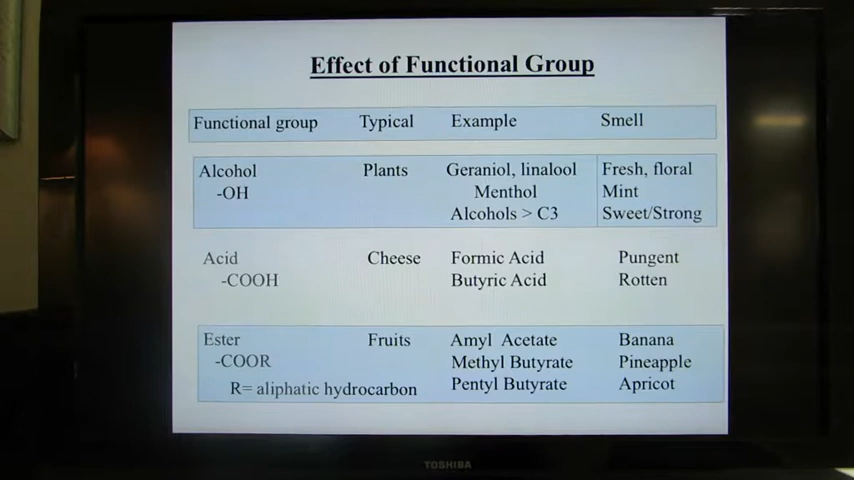 Effect of Functional Group
Functional group Typical Example Smell
Alcohol Plants Geraniol, linalool Fresh, floral
-OH Menthol Mint
Alcohols > C3 Sweet/Strong
Acid Cheese Formic Acid Pungent
-COOH Butyric Acid Rotten
Ester Fruits Amyl Acetate Banana
-COOR Methyl Butyrate Pineapple
R= aliphatic hydrocarbon Pentyl Butyrate Apricot
TOSHIBA